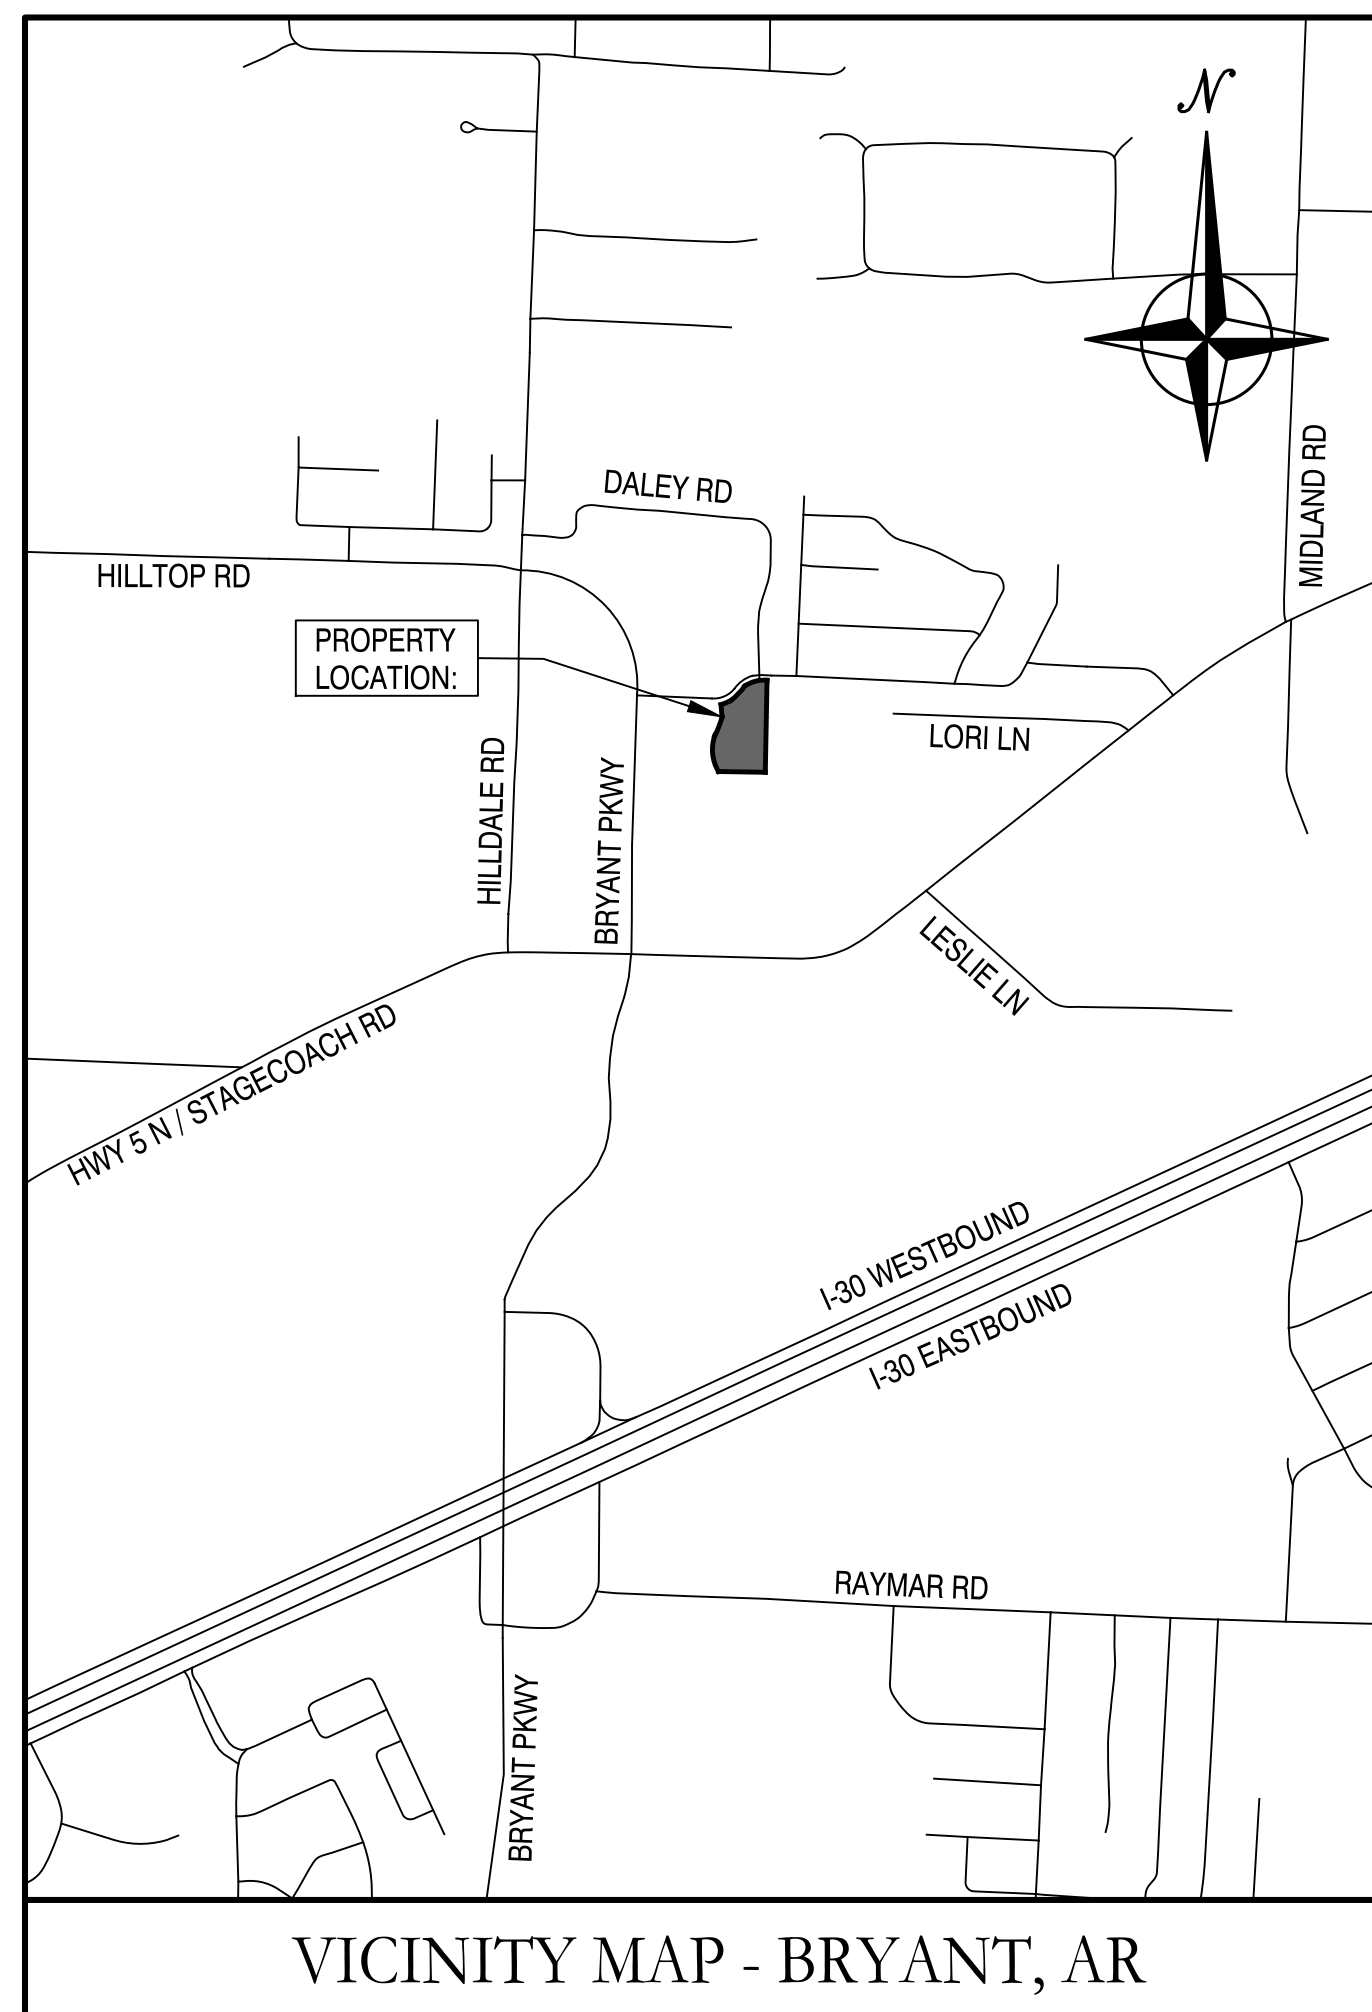 N
MIDLAND RD
DALEY RD
HILLTOP RD
PROPERTY
LOCATION:
LORI LN
HILLDALE RD
BRYANT PKWY
LESLIE LN
HWY 5 N / STAGECOACH RD
I-30 WESTBOUND
I-30 EASTBOUND
RAYMAR RD
BRYANT PKWY
VICINITY MAP - BRYANT, AR